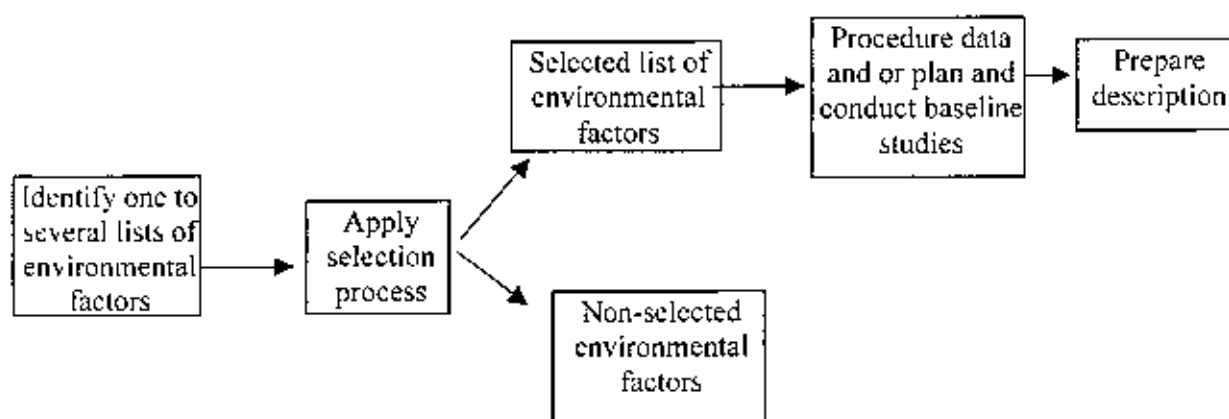 Identify one to
several lists of
environmental
factors
Apply
selection
process
Selected list of
environmental
factors
Non-selected
environmental
factors
Procedure data
and or plan and
conduct baseline
studies
Prepare
description